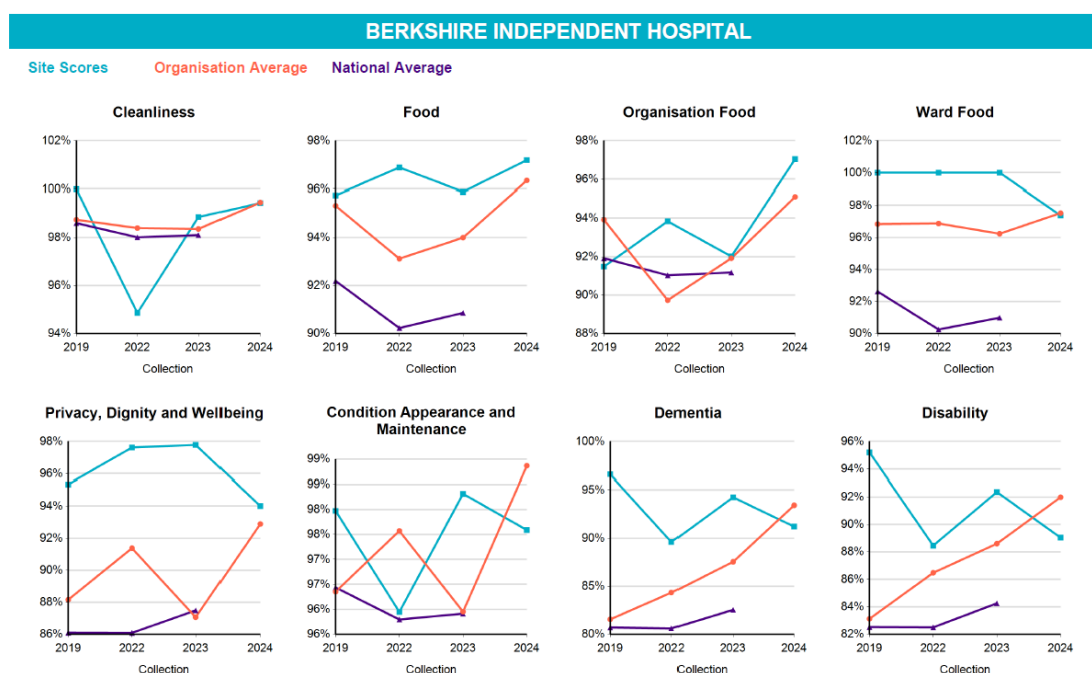 BERKSHIRE INDEPENDENT HOSPITAL
Site Scores Organisation Average National Average
Cleanliness
102%
100%
98%
96%
94%
2019 2022 2023 2024
Collection
Food
98%
96%
94%
92%
90%
2019 2022 2023 2024
Collection
Organisation Food
98%
96%
94%
92%
90%
88%
2019 2022 2023 2024
Collection
Ward Food
102%
100%
98%
96%
94%
92%
90%
2019 2022 2023 2024
Collection
Privacy, Dignity and Wellbeing
98%
96%
94%
92%
90%
88%
86%
2019 2022 2023 2024
Collection
Condition Appearance and
Maintenance
99%
99%
98%
98%
97%
97%
96%
96%
2019 2022 2023 2024
Collection
Dementia
100%
95%
90%
85%
80%
2019 2022 2023 2024
Collection
Disability
96%
94%
92%
90%
88%
86%
84%
82%
2019 2022 2023 2024
Collection